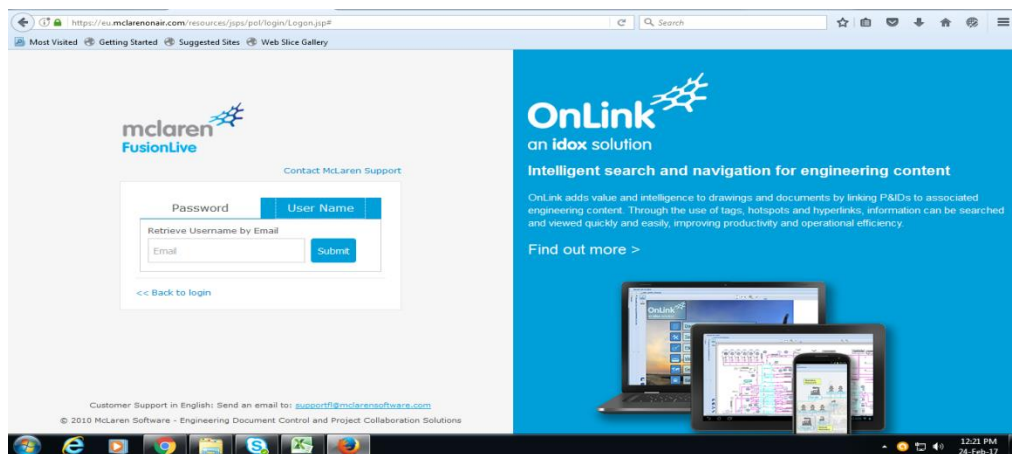 https://eu.mclarenonair.com/resources/jsps/pol/login/Logon.jsp#
Search
Most Visited Getting Started Suggested Sites Web Slice Gallery
mclaren
FusionLive
Contact McLaren Support
Password User Name
Retrieve Username by Email
Email Submit
<< Back to login
Customer Support in English: Send an email to: supportfl@mclarensoftware.com
© 2010 McLaren Software - Engineering Document Control and Project Collaboration Solutions
OnLink
an idox solution
Intelligent search and navigation for engineering content
OnLink adds value and intelligence to drawings and documents by linking P&IDs to associated
engineering content. Through the use of tags, hotspots and hyperlinks, information can be searched
and viewed quickly and easily, improving productivity and operational efficiency.
Find out more >
OnLink
12:21 PM
24-Feb-17